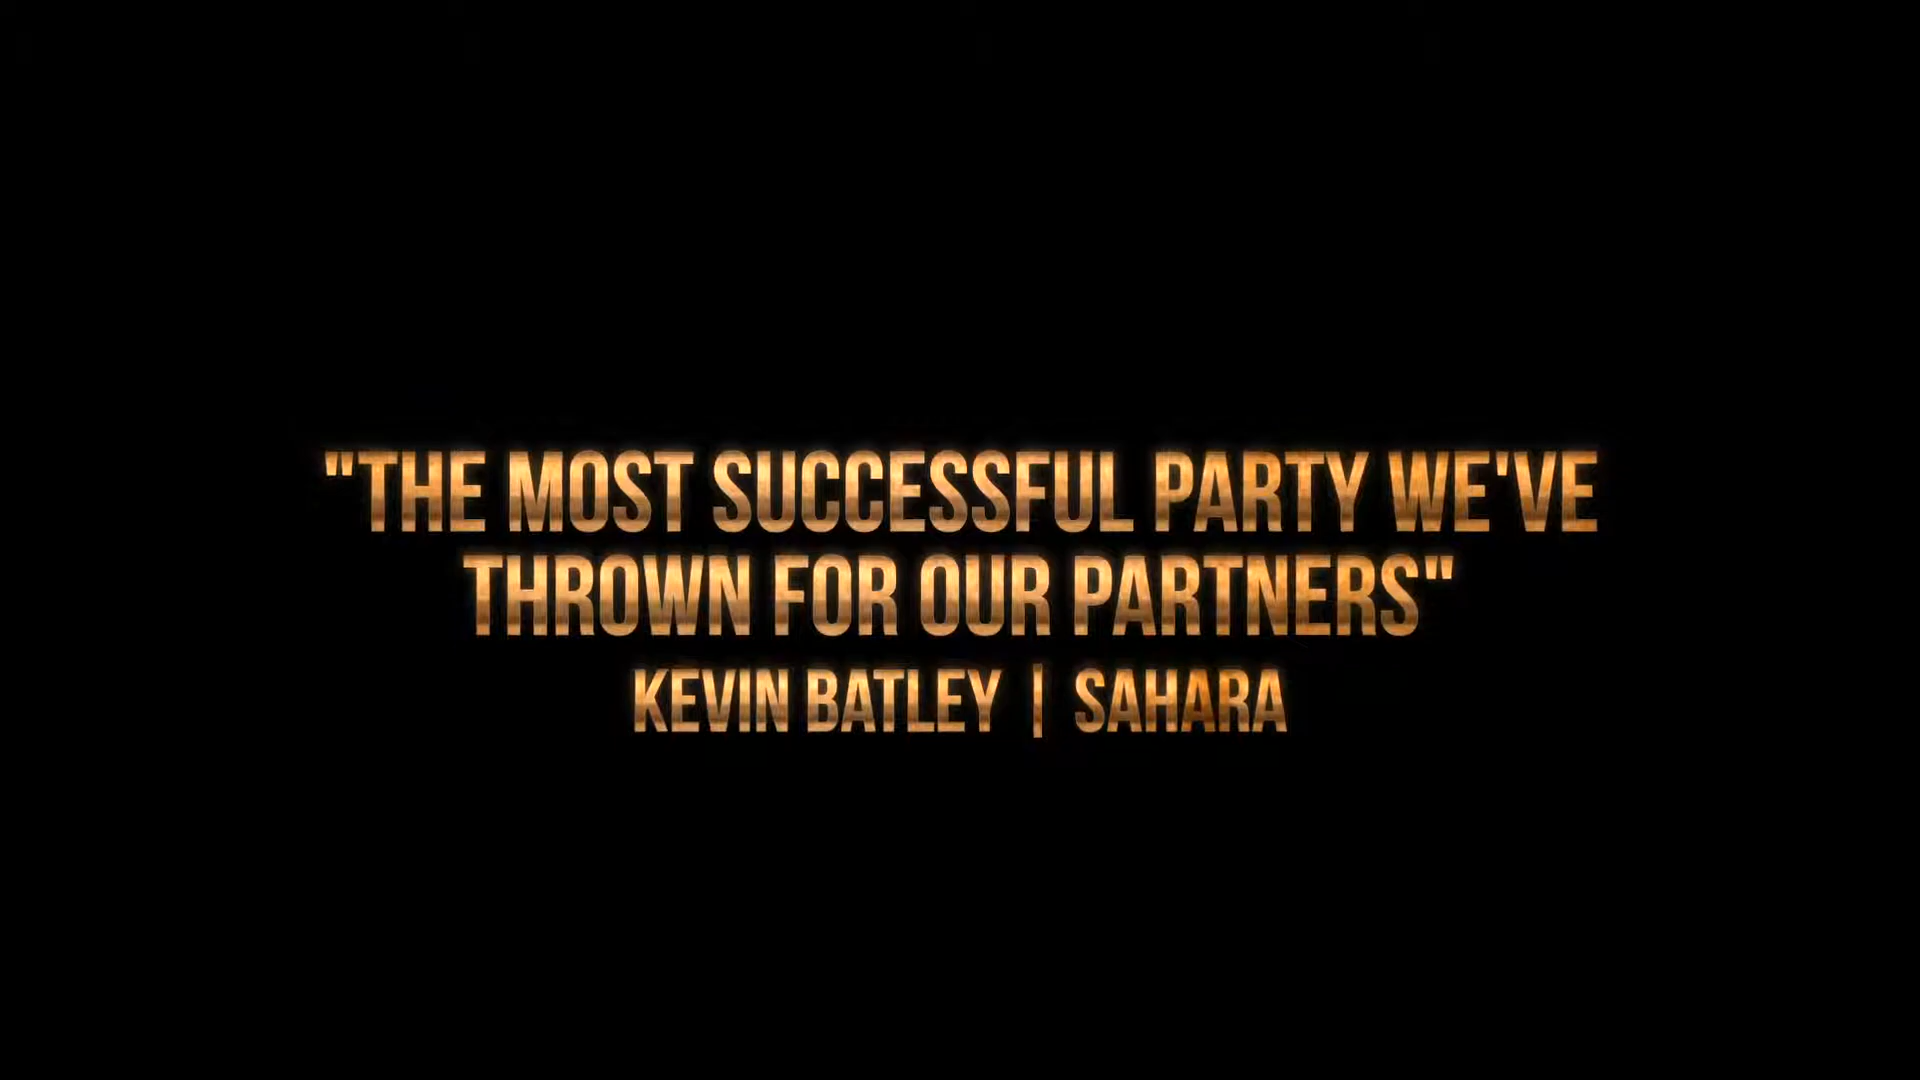 "THE MOST SUCCESSFUL PARTY WE'VE
THROWN FOR OUR PARTNERS"
KEVIN BATLEY | SAHARA